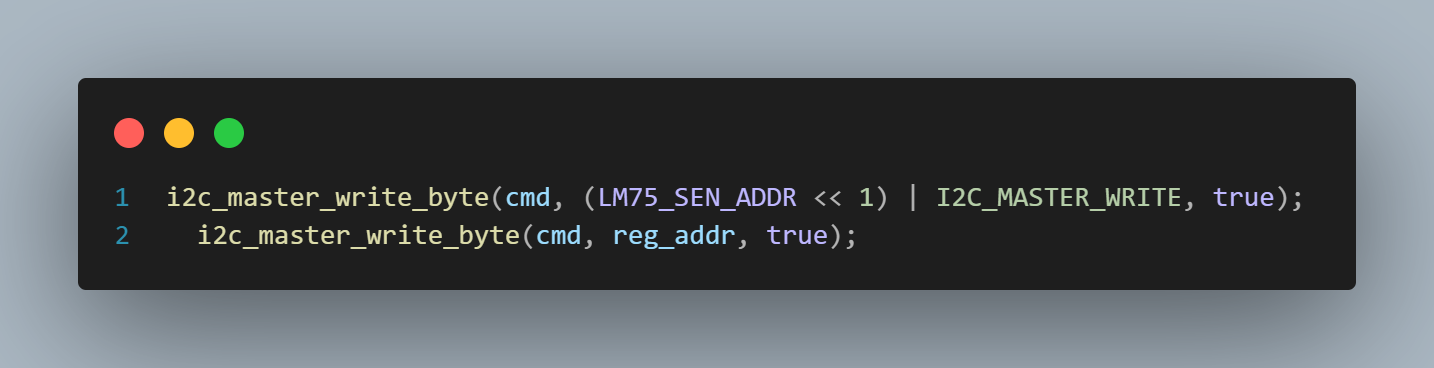 1 i2c_master_write_byte(cmd, (LM75_SEN_ADDR << 1) | I2C_MASTER_WRITE, true);
2 i2c_master_write_byte(cmd, reg_addr, true);